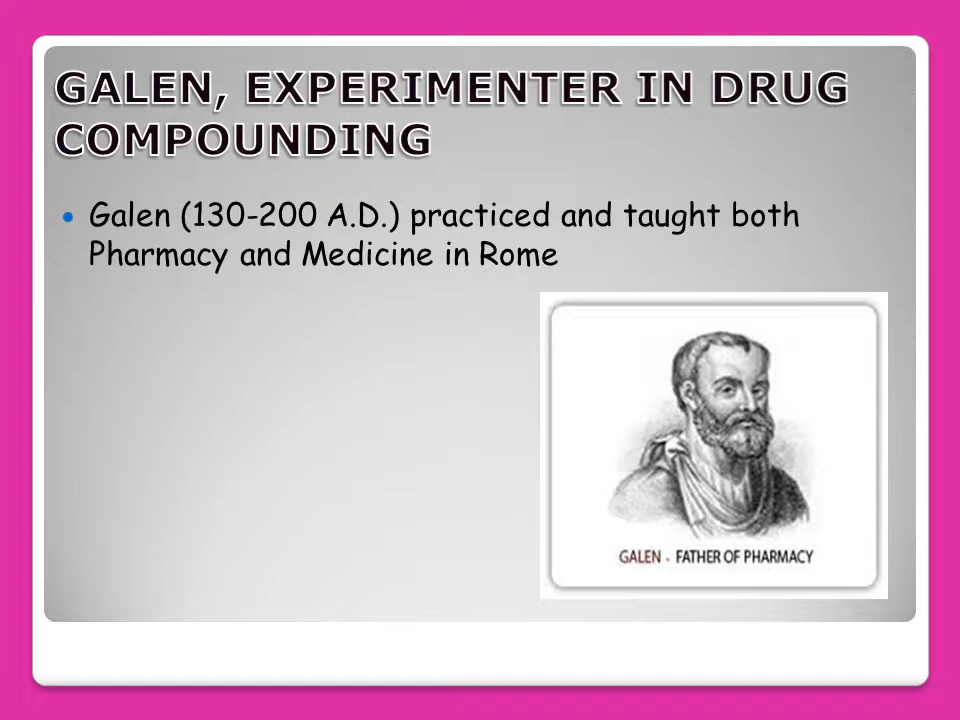 GALEN, EXPERIMENTER IN DRUG
COMPOUNDING
Galen (130-200 A.D.) practiced and taught both
Pharmacy and Medicine in Rome
GALEN - FATHER OF PHARMACY